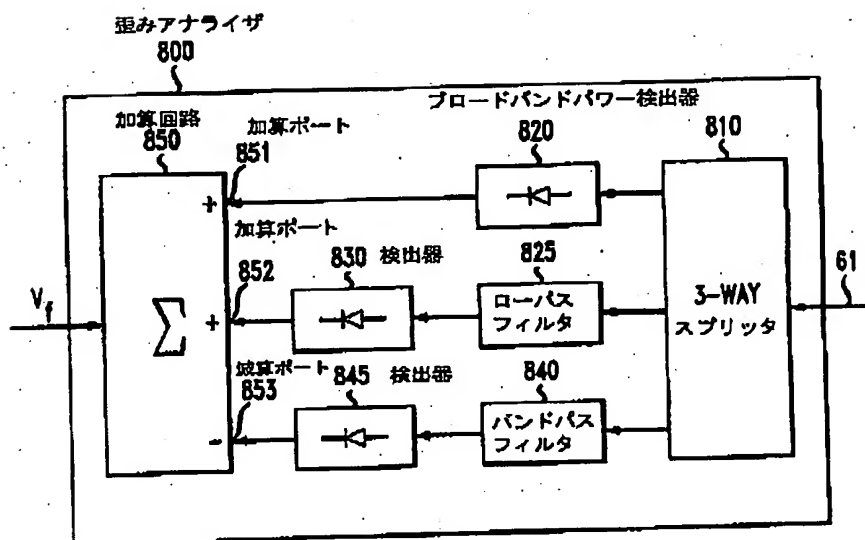 歪みアナライザ
800
ブロードバンドパワー検出器
加算回路
850
加算ポート
851
820
810
+
加算ポート
852
830 検出器
825
61
Vf
Σ
+
ローパス
フィルタ
3-WAY
スプリッタ
減算ポート
853
845 検出器
840
-
バンドパス
フィルタ